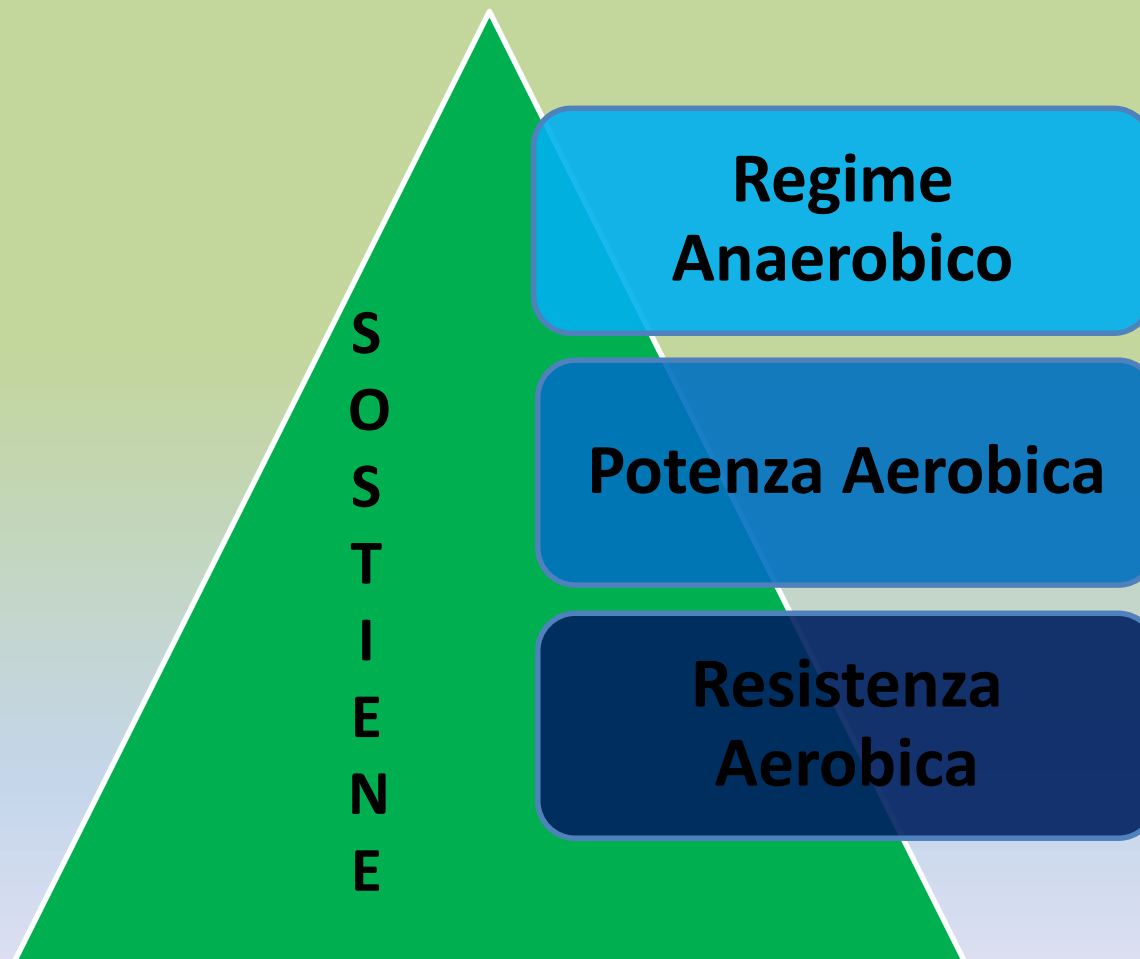 S
O
S
T
I
E
N
E
Regime
Anaerobico
Potenza Aerobica
Resistenza
Aerobica